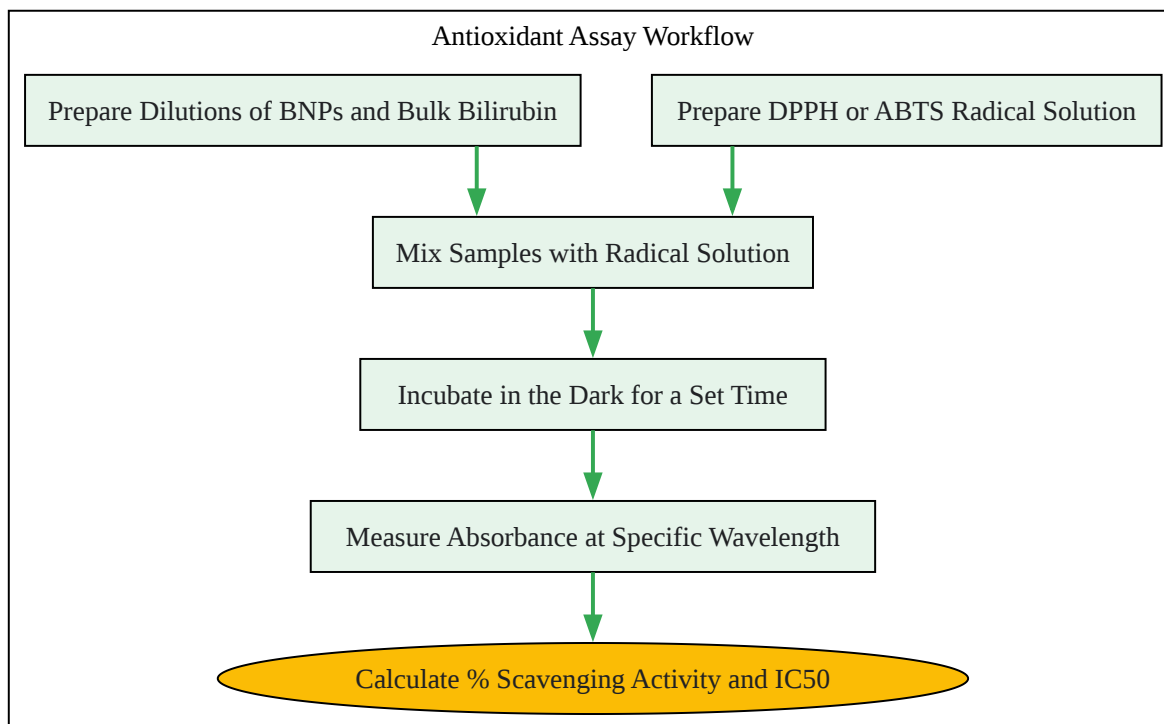 Antioxidant Assay Workflow
Prepare Dilutions of BNPs and Bulk Bilirubin
Prepare DPPH or ABTS Radical Solution
Mix Samples with Radical Solution
Incubate in the Dark for a Set Time
Measure Absorbance at Specific Wavelength
Calculate % Scavenging Activity and IC50